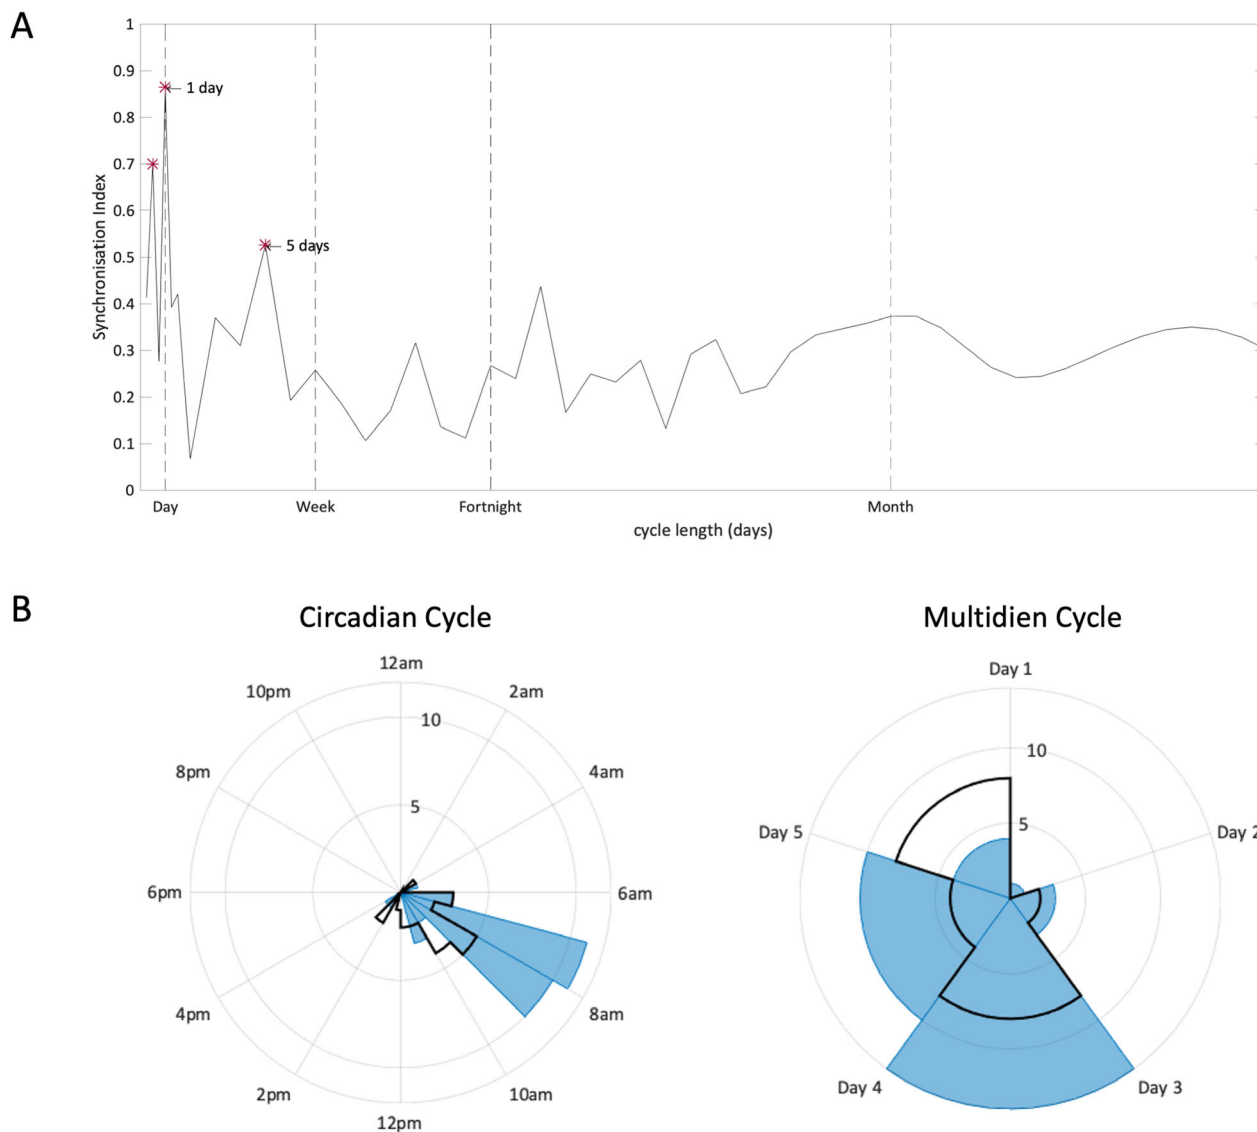 A
1
0.9
1 day
0.8
0.7
0.6
5 days
0.5
0.4
0.3
0.2
0.1
0
Synchronisation Index
Day Week Fortnight Month
cycle length (days)
B
Circadian Cycle
12am
10pm 2am
10
8pm 4am
5
6pm 6am
4pm 8am
2pm 10am
12pm
Multidien Cycle
Day 1
10
5
Day 5 Day 2
Day 4 Day 3